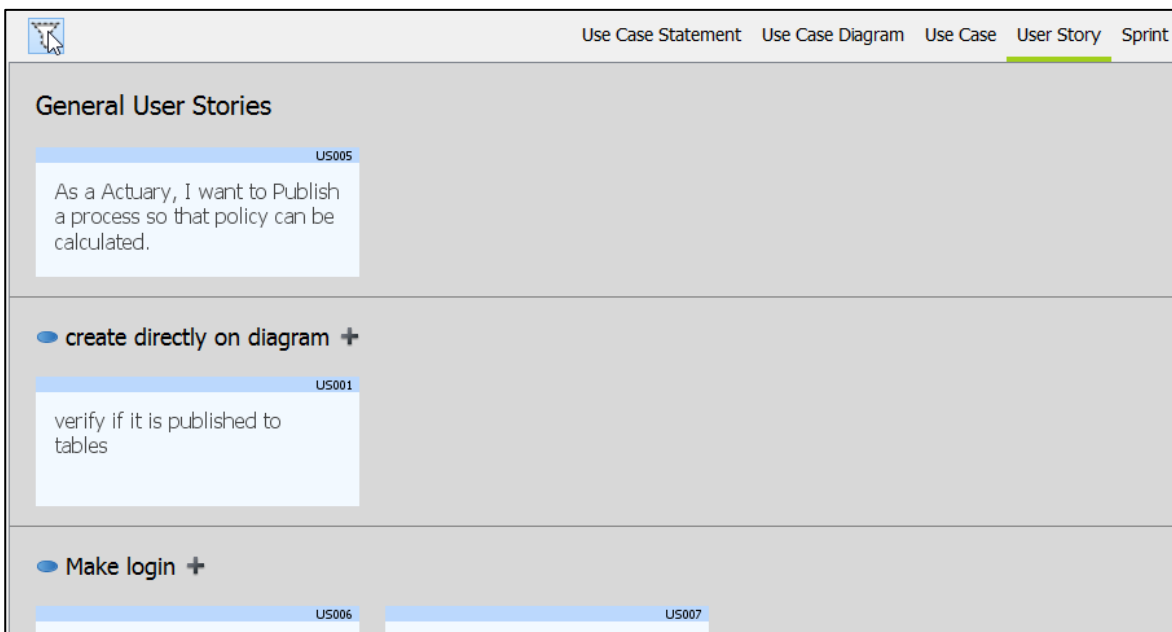 Use Case Statement Use Case Diagram Use Case User Story Sprint
General User Stories
US005
As a Actuary, I want to Publish
a process so that policy can be
calculated.
create directly on diagram
US001
verify if it is published to
tables
Make login
US006 US007